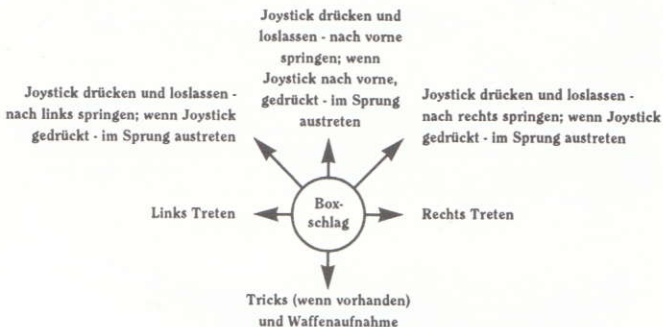 Joystick drücken und
loslassen - nach vorne
springen; wenn
Joystick nach vorne,
gedrückt - im Sprung
austreten
Joystick drücken und loslassen -
nach links springen; wenn Joystick
gedrückt - im Sprung austreten
Joystick drücken und loslassen -
nach rechts springen; wenn Joystick
gedrückt - im Sprung austreten
Links Treten
Box-
schlag
Rechts Treten
Tricks (wenn vorhanden)
und Waffenaufnahme